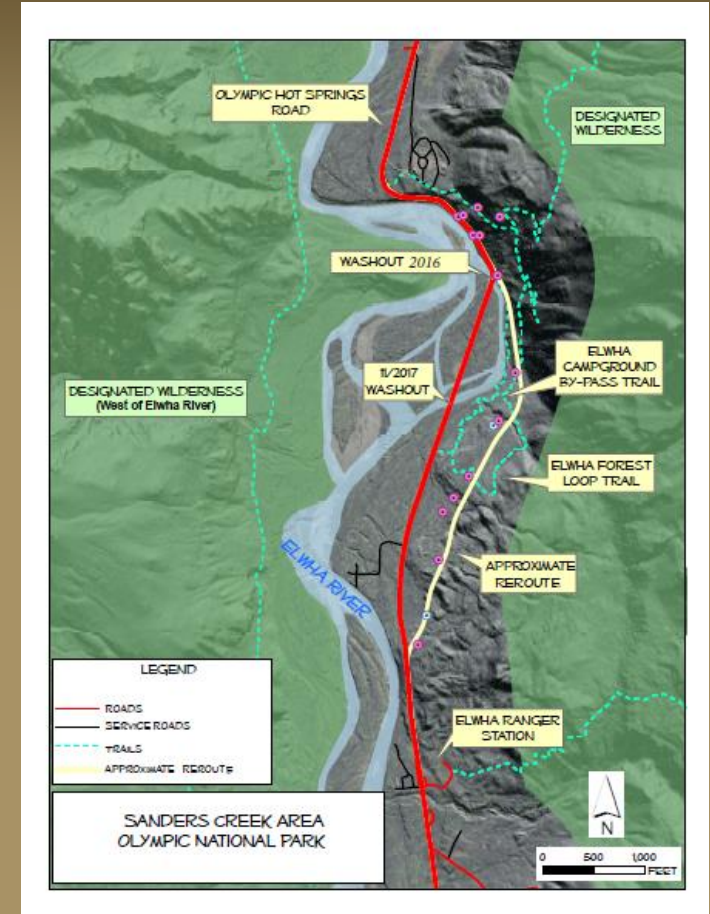 OLYMPIC HOT SPRINGS
ROAD
DESIGNATED
WILDERNESS
WASHOUT 2016
11/2017
WASHOUT
ELWHA
CAMPGROUND
BY-PASS TRAIL
DESIGNATED WILDERNESS
(West of Elwha River)
ELWHA FOREST
LOOP TRAIL
ELWHA RIVER
APPROXIMATE
REROUTE
LEGEND
ROADS
SERVICE ROADS
TRAILS
APPROXIMATE REROUTE
ELWHA RANGER
STATION
SANDERS CREEK AREA
OLYMPIC NATIONAL PARK
N
0 500 1,000
FEET